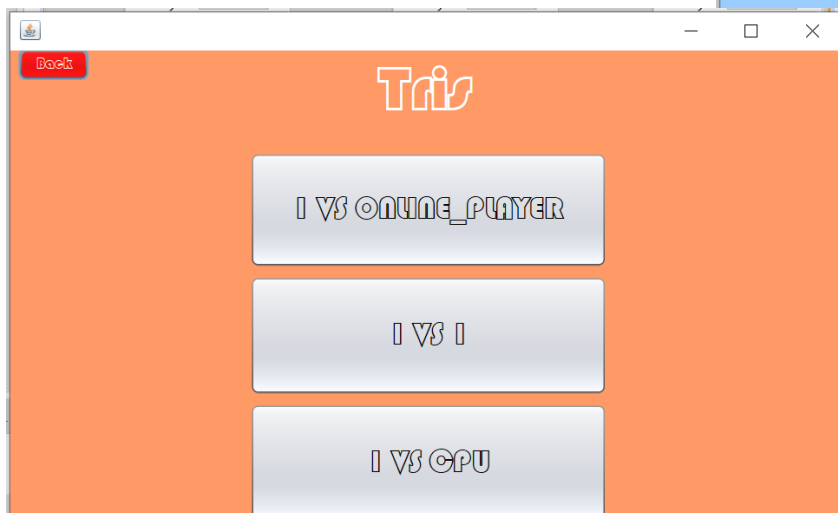 Back
Tris
1 VS ONLINE_PLAYER
1 VS 1
1 VS CPU